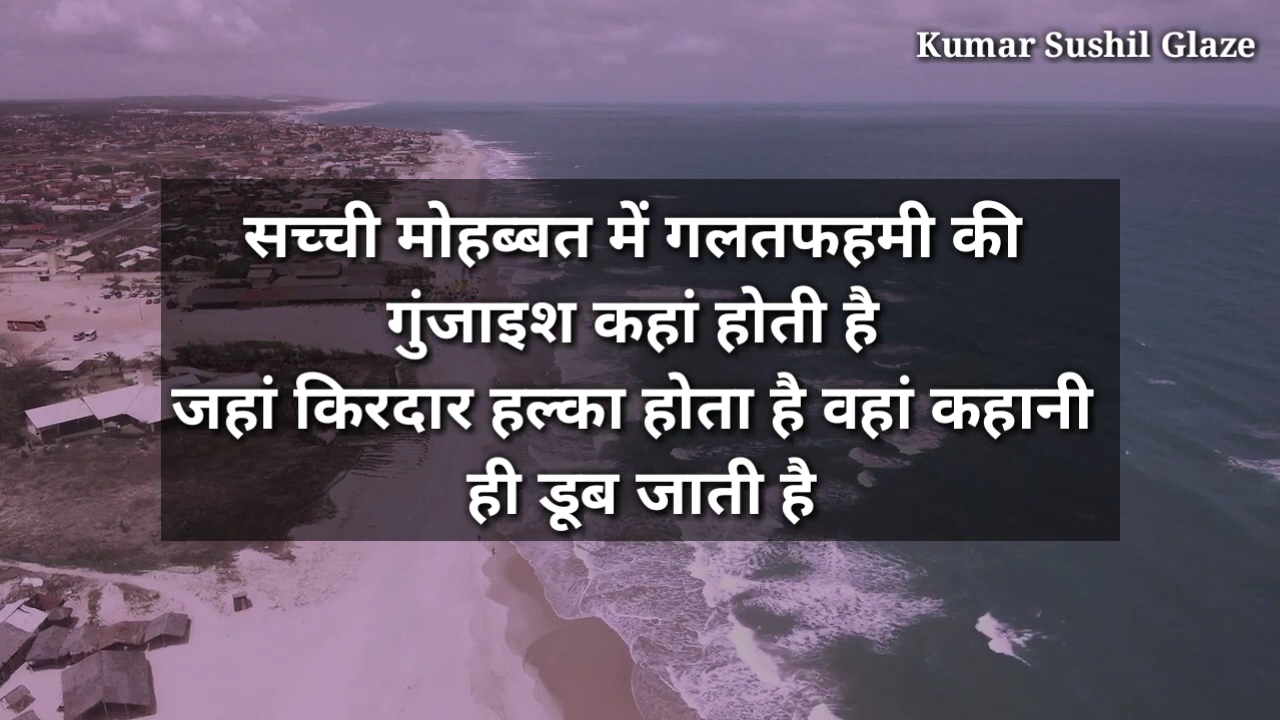 Kumar Sushil Glaze
सच्ची मोहब्बत में गलतफहमी की
गुंजाइश कहां होती है
जहां किरदार हल्का होता है वहां कहानी
ही डूब जाती है